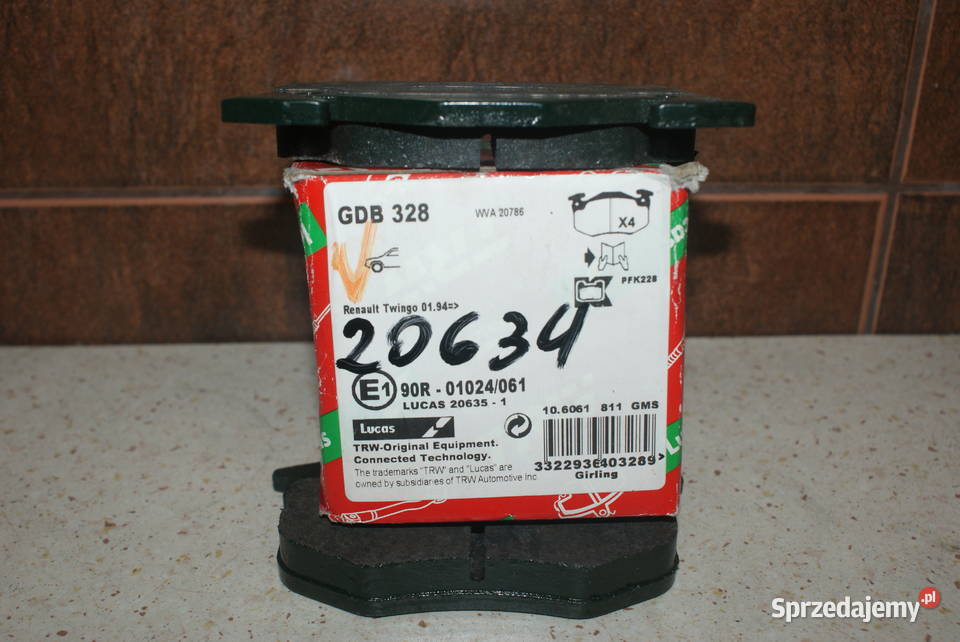 GDB 328
WVA 20786
X4
PFK228
Renault Twingo 01.94=>
20634
E1 90R - 01024/061
LUCAS 20635 - 1
Lucas
TRW-Original Equipment.
Connected Technology.
The trademarks "TRW" and "Lucas" are
owned by subsidiaries of TRW Automotive Inc
10.6061 811 GMS
Girling
Sprzedajemy.pl